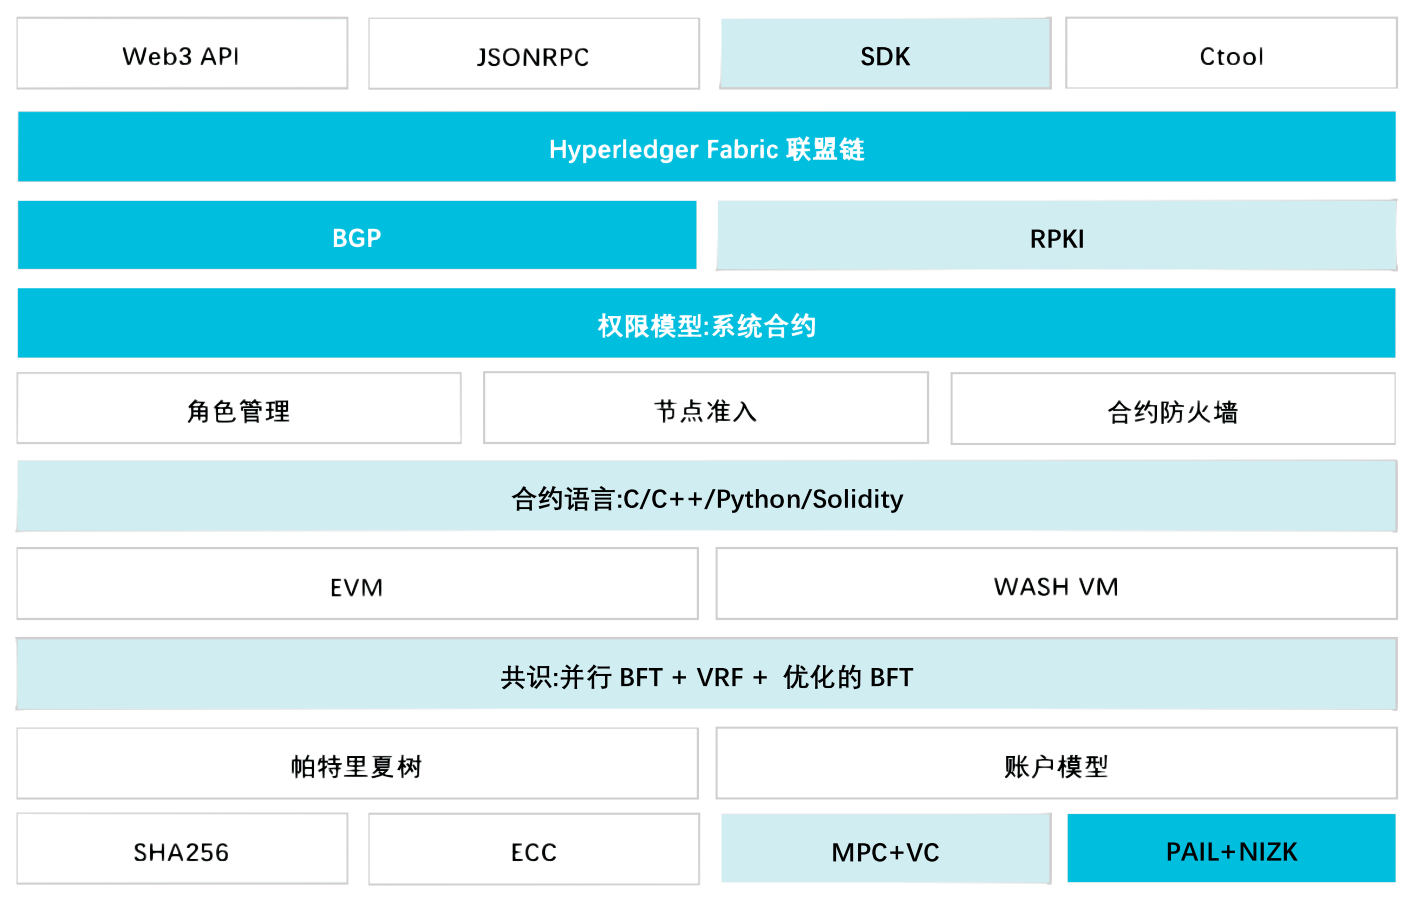 Web3 API
JSONRPC
SDK
Ctool
Hyperledger Fabric 联盟链
BGP
RPKI
权限模型:系统合约
角色管理
节点准入
合约防火墙
合约语言:C/C++/Python/Solidity
EVM
WASH VM
共识:并行 BFT + VRF + 优化的 BFT
帕特里夏树
账户模型
SHA256
ECC
MPC+VC
PAIL+NIZK